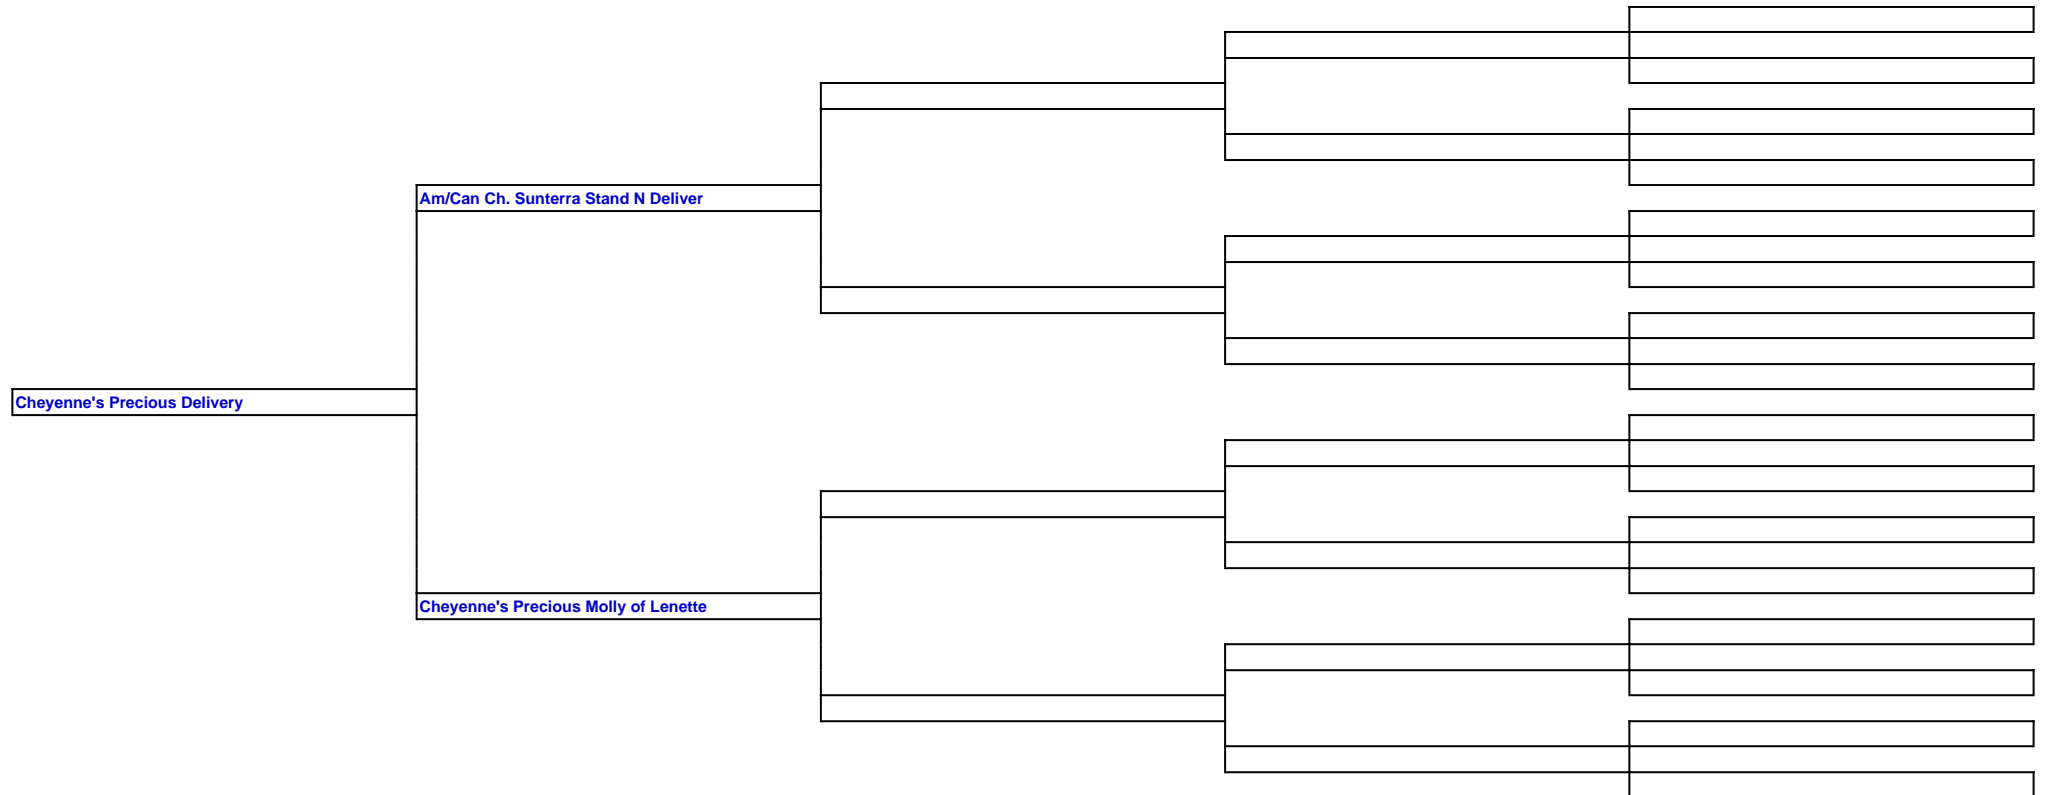 Am/Can Ch. Sunterra Stand N Deliver
Cheyenne's Precious Delivery
Cheyenne's Precious Molly of Lenette